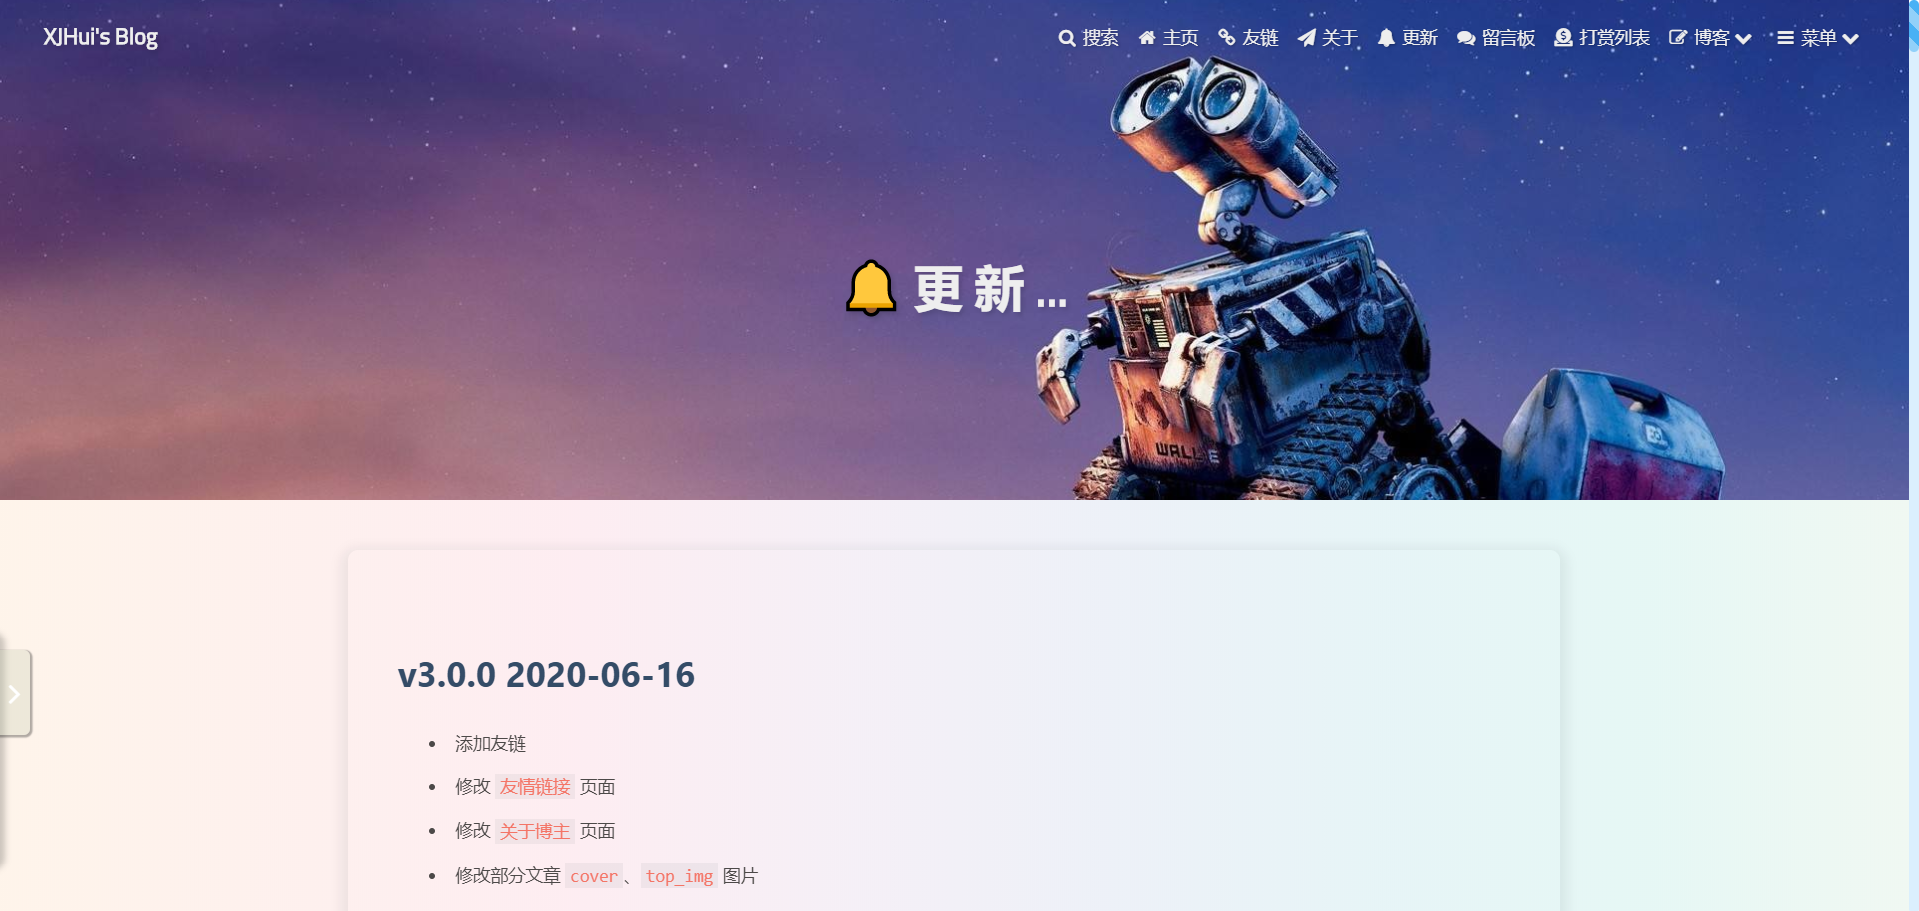 XJHui's Blog
搜索 主页 友链 关于 更新 留言板 打赏列表 博客 菜单
更新...
WALL·E
v3.0.0 2020-06-16
添加友链
修改 友情链接 页面
修改 关于博主 页面
修改部分文章 cover、top_img 图片